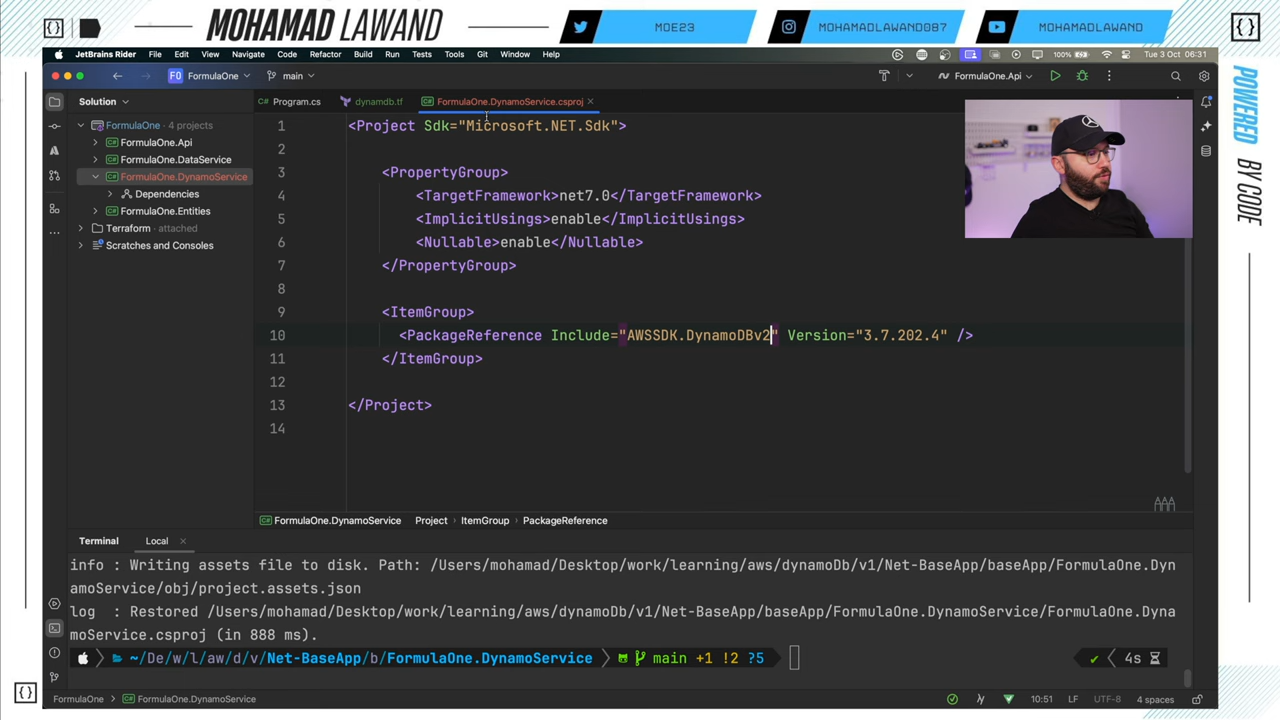 MOHAMAD LAWAND
MOE23
MOHAMADLAWAND087
MOHAMADLAWAND
JetBrains Rider File Edit View Navigate Code Refactor Build Run Tests Tools Git Window Help
100% Tue 3 Oct 06:31
FO FormulaOne main FormulaOne.Api
Solution
Program.cs dynamdb.tf FormulaOne.DynamoService.csproj
FormulaOne 4 projects
FormulaOne.Api
FormulaOne.DataService
FormulaOne.DynamoService
Dependencies
FormulaOne.Entities
Terraform attached
Scratches and Consoles
1 <Project Sdk="Microsoft.NET.Sdk">
2
3 <PropertyGroup>
4 <TargetFramework>net7.0</TargetFramework>
5 <ImplicitUsings>enable</ImplicitUsings>
6 <Nullable>enable</Nullable>
7 </PropertyGroup>
8
9 <ItemGroup>
10 <PackageReference Include="AWSSDK.DynamoDBv2" Version="3.7.202.4" />
11 </ItemGroup>
12
13 </Project>
14
FormulaOne.DynamoService Project ItemGroup PackageReference
Terminal Local
info : Writing assets file to disk. Path: /Users/mohamad/Desktop/work/learning/aws/dynamoDb/v1/Net-BaseApp/baseApp/FormulaOne.Dyn
amoService/obj/project.assets.json
log : Restored /Users/mohamad/Desktop/work/learning/aws/dynamoDb/v1/Net-BaseApp/baseApp/FormulaOne.DynamoService/FormulaOne.Dyna
moService.csproj (in 888 ms).
~/De/w/l/aw/d/v/Net-BaseApp/b/FormulaOne.DynamoService main +1 !2 ?5 ✔ 4s
FormulaOne FormulaOne.DynamoService 10:51 LF UTF-8 4 spaces
POWERED BY CODE